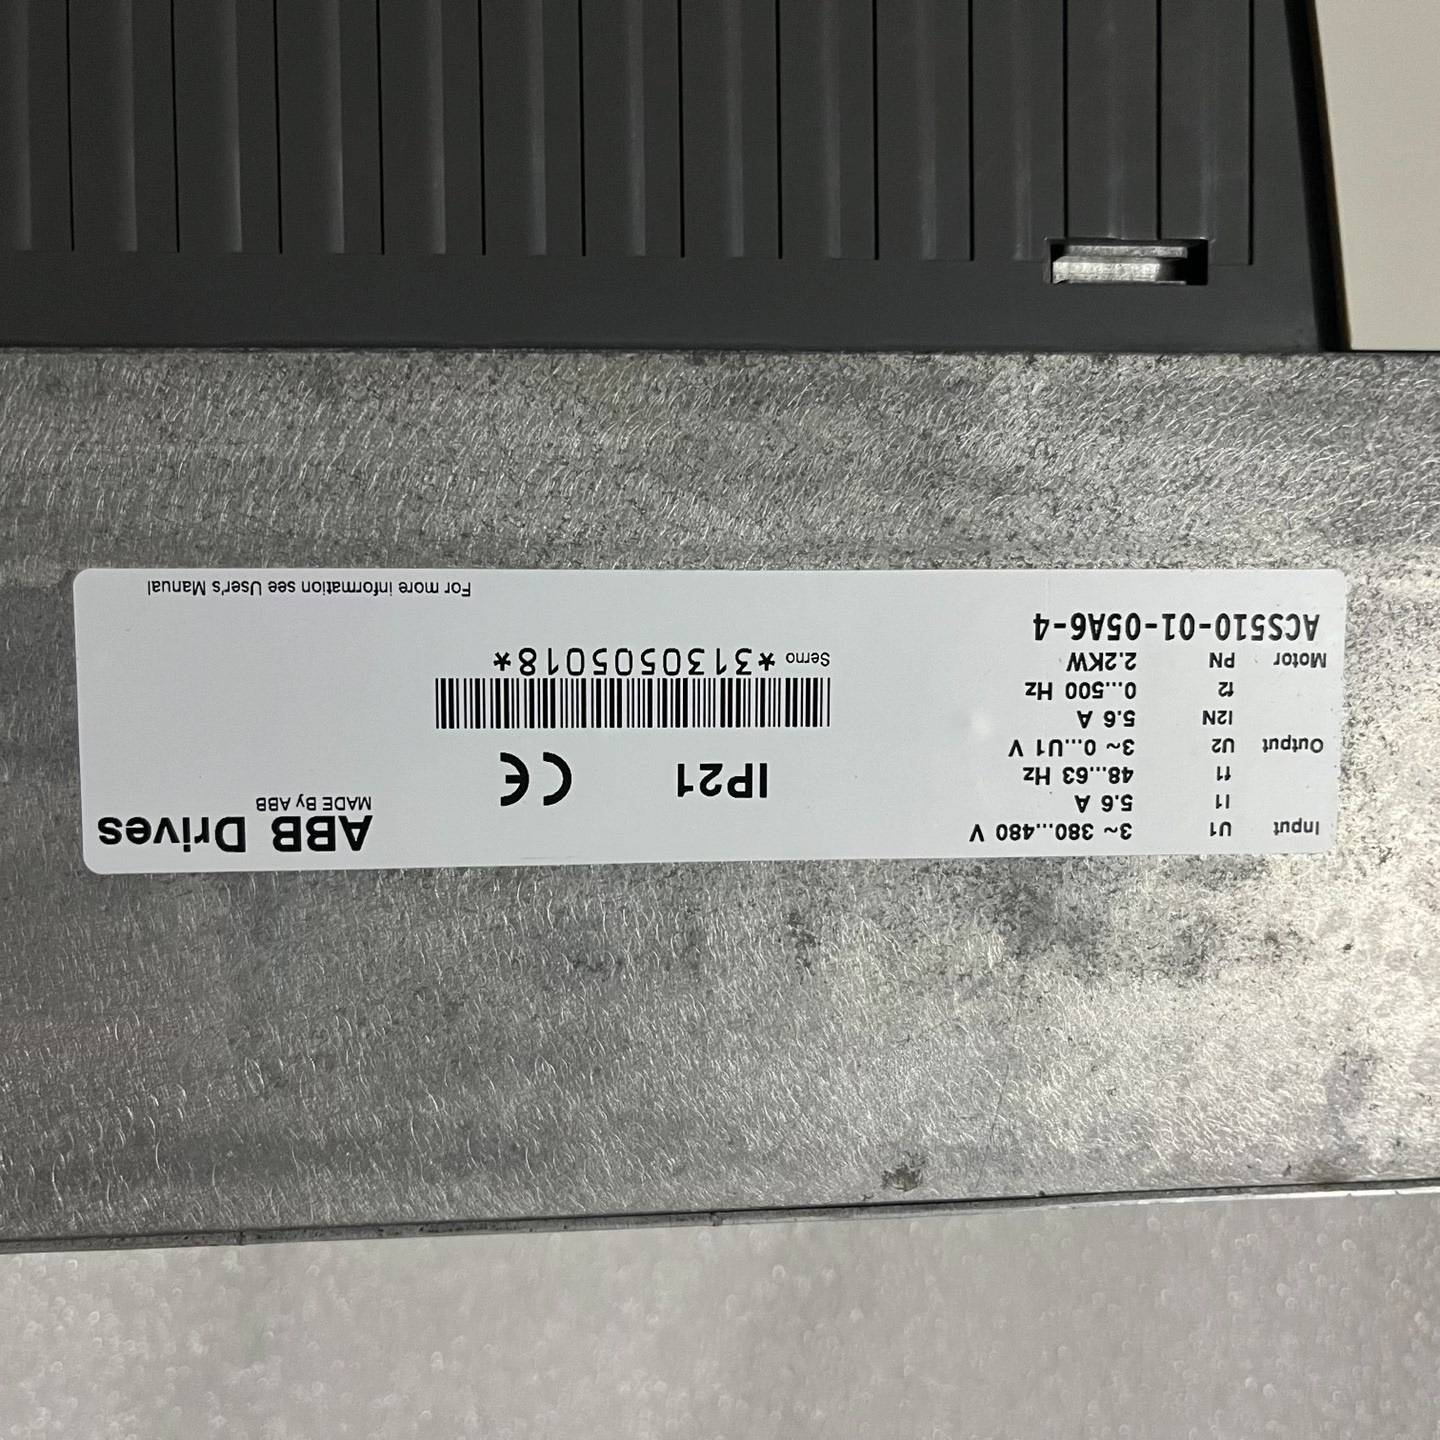 Input U1 3~ 380...480 V
I1 5.6 A
f1 48...63 Hz
Output U2 3~ 0...U1 V
I2N 5.6 A
f2 0...500 Hz
Motor PN 2.2KW
ACS510-01-05A6-4
IP21
CE
Serno *3130505018*
ABB Drives
MADE By ABB
For more information see User's Manual